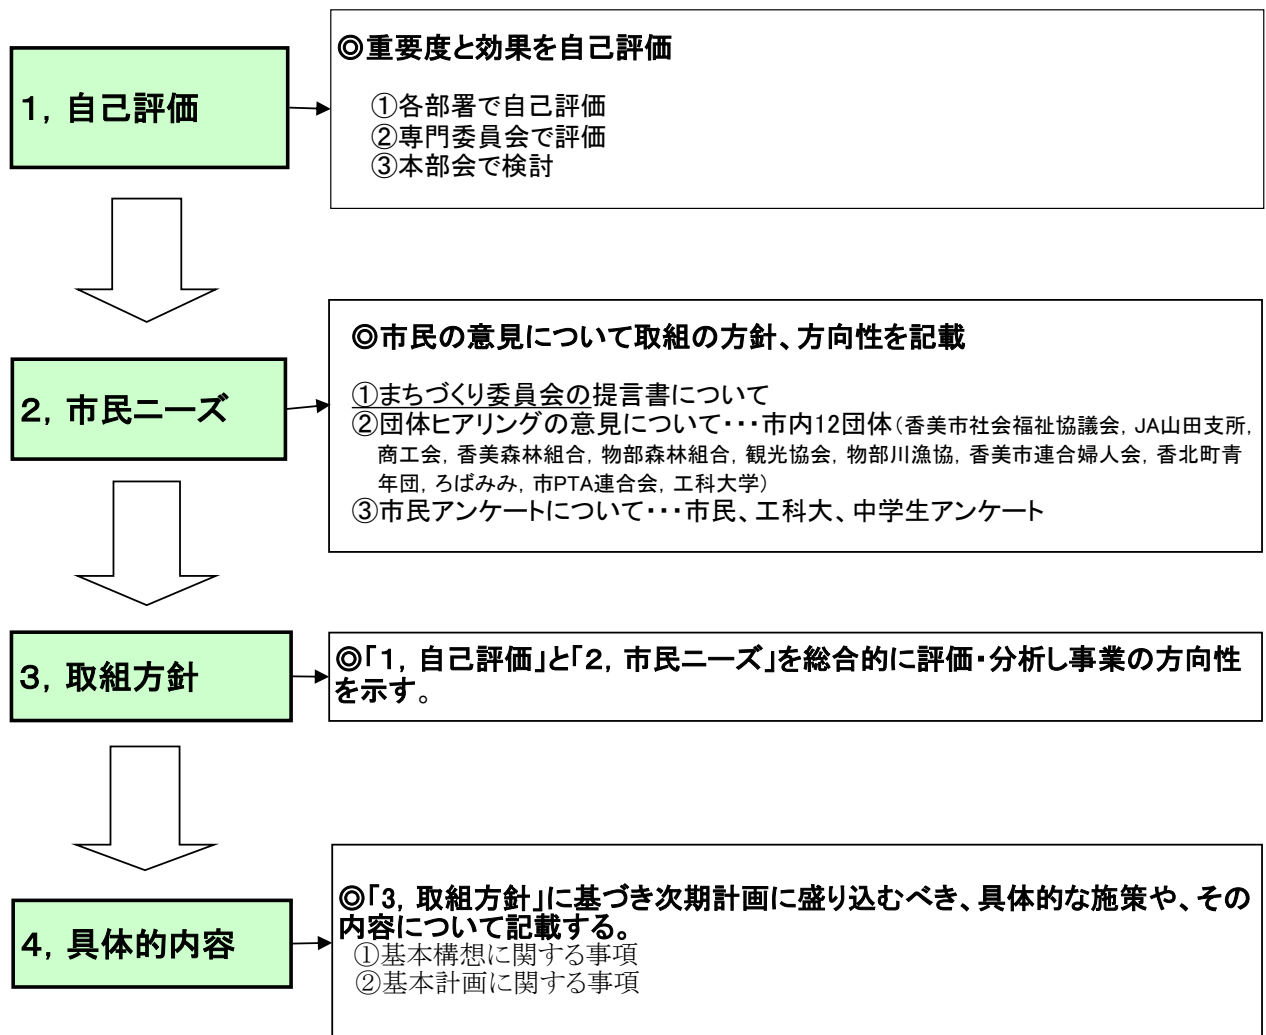 1，自己評価
◎重要度と効果を自己評価
①各部署で自己評価
②専門委員会で評価
③本部会で検討
2，市民ニーズ
◎市民の意見について取組の方針、方向性を記載
①まちづくり委員会の提言書について
②団体ヒアリングの意見について・・・市内12団体（香美市社会福祉協議会，JA山田支所，
商工会，香美森林組合，物部森林組合，観光協会，物部川漁協，香美市連合婦人会，香北町青
年団，ろばみみ，市PTA連合会，工科大学）
③市民アンケートについて・・・市民、工科大、中学生アンケート
3，取組方針
◎「1，自己評価」と「2，市民ニーズ」を総合的に評価・分析し事業の方向性
を示す。
4，具体的内容
◎「3，取組方針」に基づき次期計画に盛り込むべき、具体的な施策や、その
内容について記載する。
①基本構想に関する事項
②基本計画に関する事項